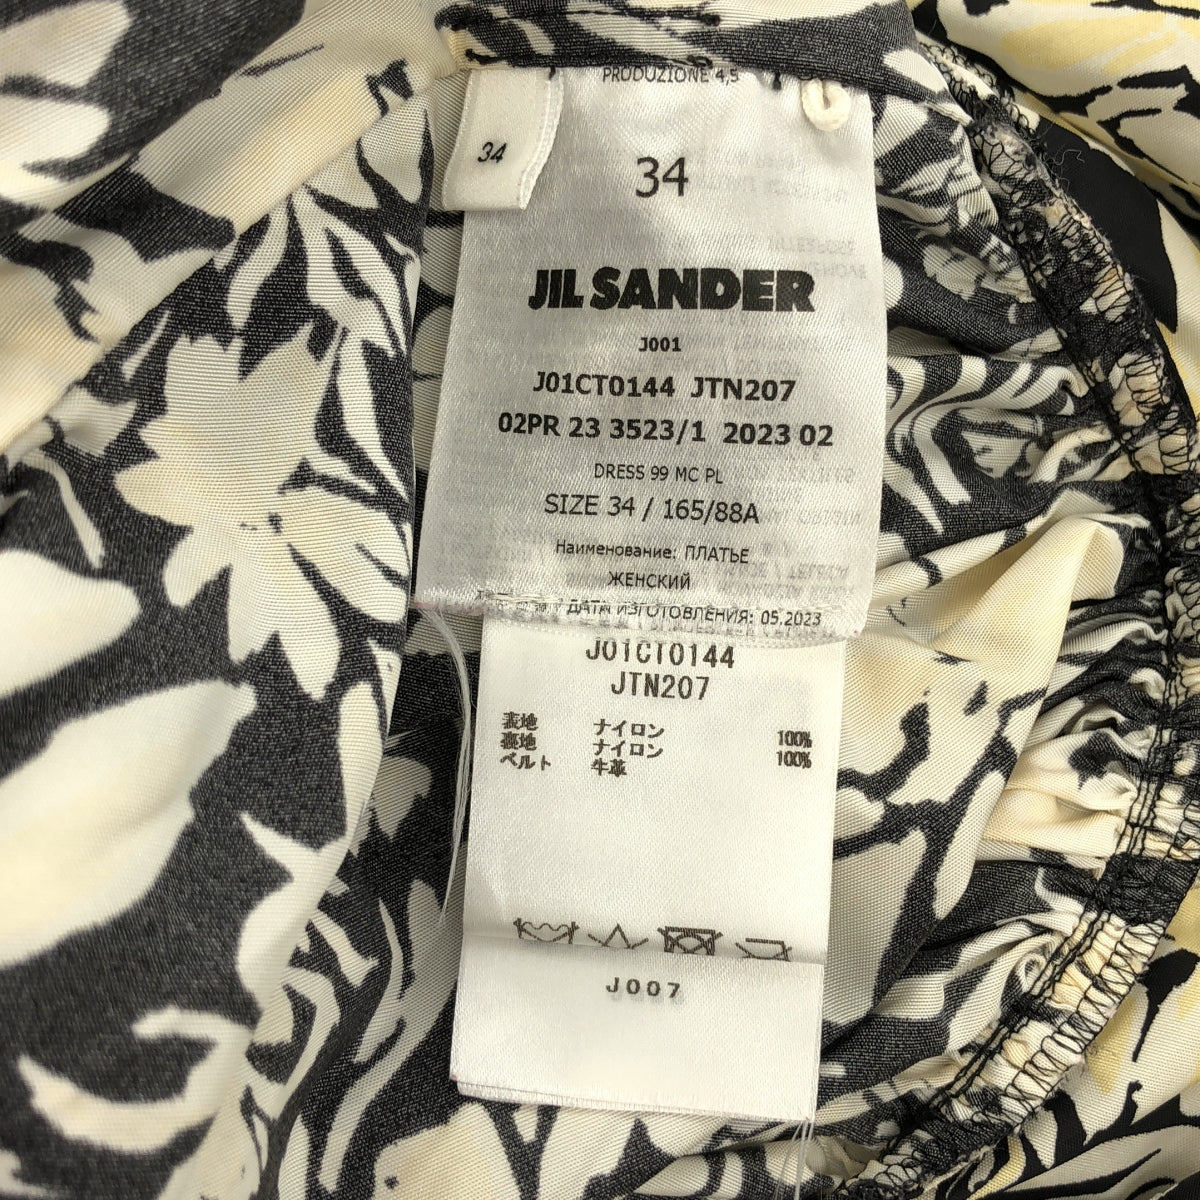 PRODUZIONE 4,5
34
34
JIL SANDER
J001
J01CT0144 JTN207
02PR 23 3523/1 2023 02
DRESS 99 MC PL
SIZE 34 / 165/88A
Наименование: ПЛАТЬЕ
ЖЕНСКИЙ
ДАТА ИЗГОТОВЛЕНИЯ: 05.2023
J01CT0144
JTN207
表地 ナイロン 100%
裏地 ナイロン 100%
ベルト 牛革
J007